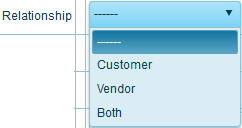 Relationship ------
------
Customer
Vendor
Both